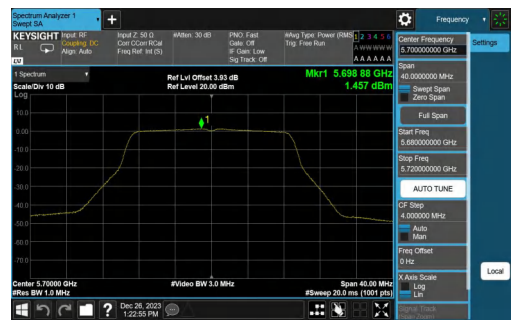 Spectrum Analyzer 1
Swept SA
Frequency
KEYSIGHT
RL
LV
Input: RF
Coupling: DC
Align: Auto
Input Z: 50 Ω
Corr CCorr RCal
Freq Ref: Int (S)
#Atten: 30 dB
PNO: Fast
Gate: Off
IF Gain: Low
Sig Track: Off
#Avg Type: Power (RMS
Trig: Free Run
1 2 3 4 5 6
A W W W W W
A A A A A A
1 Spectrum
Scale/Div 10 dB
Log
Ref Lvl Offset 3.93 dB
Ref Level 20.00 dBm
Mkr1 5.698 88 GHz
1.457 dBm
1
10.0
0.00
-10.0
-20.0
-30.0
-40.0
-50.0
-60.0
-70.0
Center 5.70000 GHz
#Res BW 1.0 MHz
#Video BW 3.0 MHz
Span 40.00 MHz
#Sweep 20.0 ms (1001 pts)
Center Frequency
5.700000000 GHz
Settings
Span
40.0000000 MHz
Swept Span
Zero Span
Full Span
Start Freq
5.680000000 GHz
Stop Freq
5.720000000 GHz
AUTO TUNE
CF Step
4.000000 MHz
Auto
Man
Freq Offset
0 Hz
X Axis Scale
Log
Lin
Local
Signal Track
Dec 26, 2023
1:22:55 PM